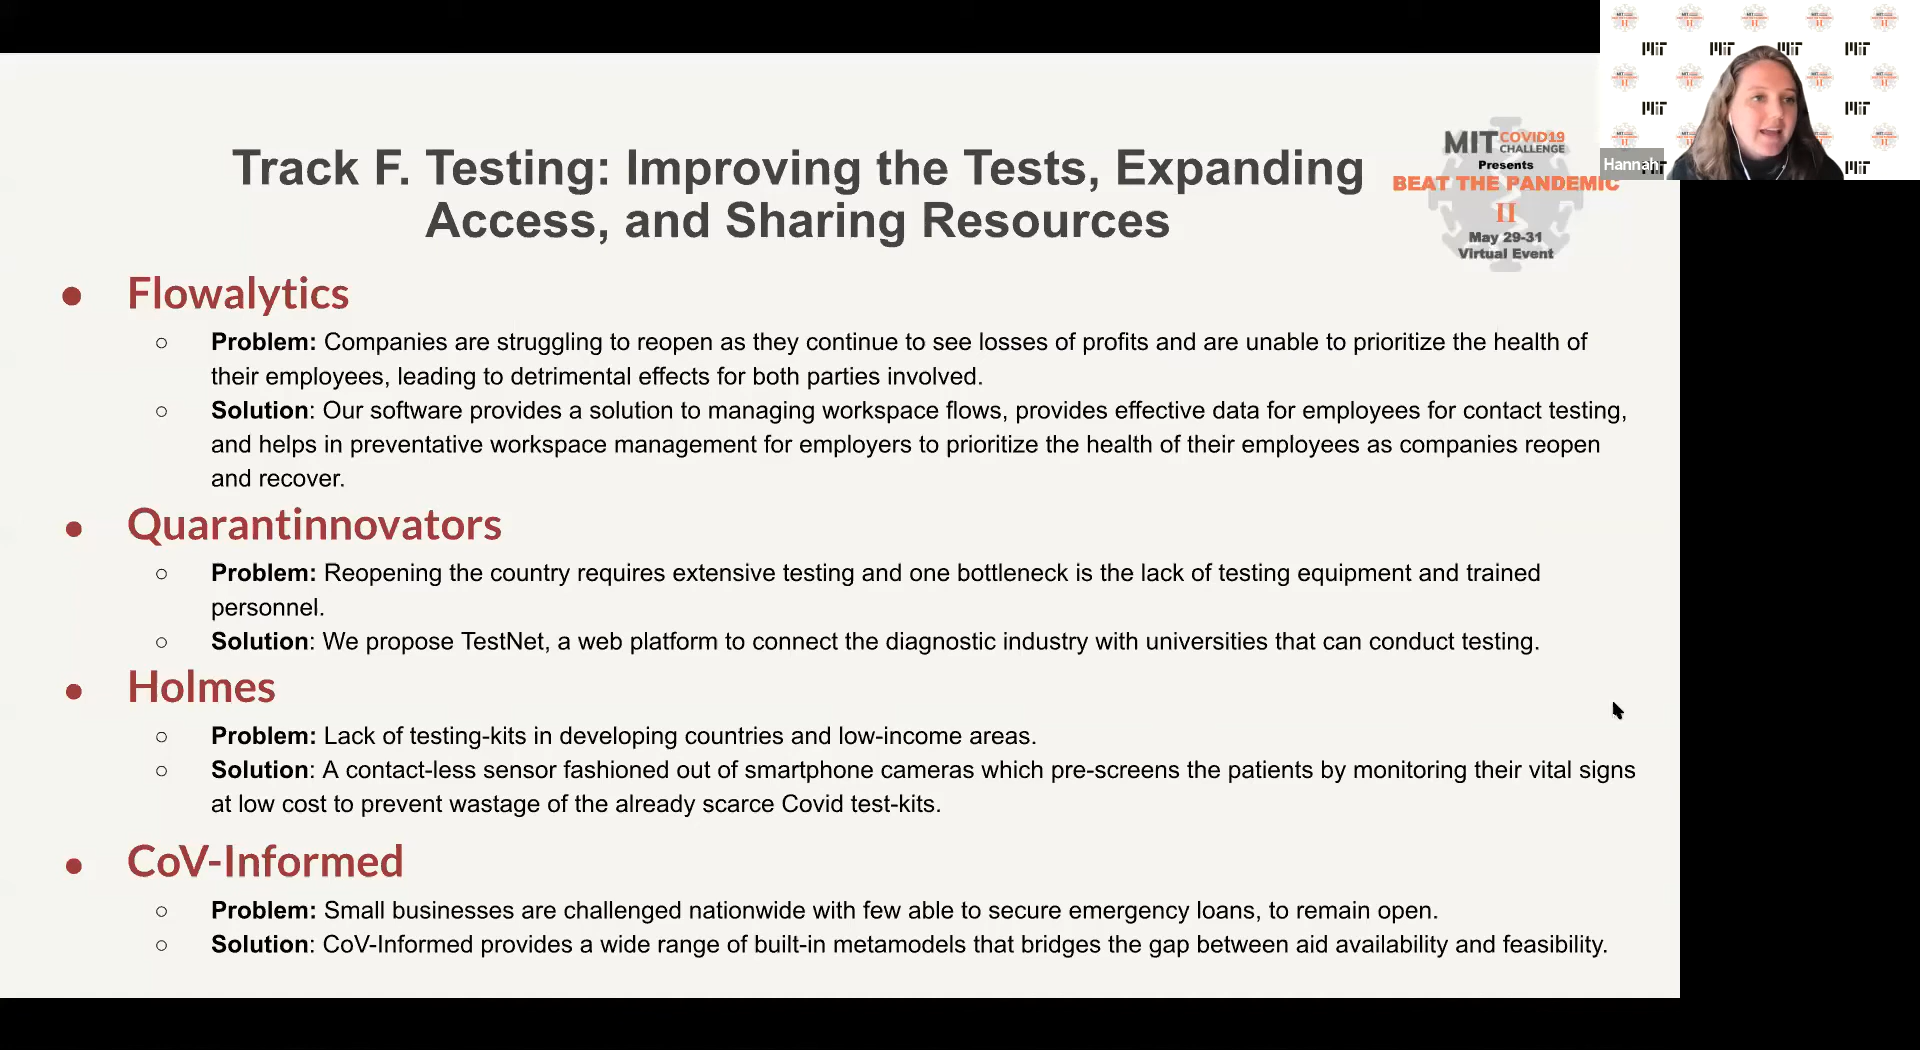 Track F. Testing: Improving the Tests, Expanding
Access, and Sharing Resources
MIT COVID19
CHALLENGE
Presents
BEAT THE PANDEMIC
II
May 29-31
Virtual Event
Hannah
MIT MIT MIT MIT
MIT MIT
MIT MIT
● Flowalytics
○ Problem: Companies are struggling to reopen as they continue to see losses of profits and are unable to prioritize the health of
their employees, leading to detrimental effects for both parties involved.
○ Solution: Our software provides a solution to managing workspace flows, provides effective data for employees for contact testing,
and helps in preventative workspace management for employers to prioritize the health of their employees as companies reopen
and recover.
● Quarantinnovators
○ Problem: Reopening the country requires extensive testing and one bottleneck is the lack of testing equipment and trained
personnel.
○ Solution: We propose TestNet, a web platform to connect the diagnostic industry with universities that can conduct testing.
● Holmes
○ Problem: Lack of testing-kits in developing countries and low-income areas.
○ Solution: A contact-less sensor fashioned out of smartphone cameras which pre-screens the patients by monitoring their vital signs
at low cost to prevent wastage of the already scarce Covid test-kits.
● CoV-Informed
○ Problem: Small businesses are challenged nationwide with few able to secure emergency loans, to remain open.
○ Solution: CoV-Informed provides a wide range of built-in metamodels that bridges the gap between aid availability and feasibility.